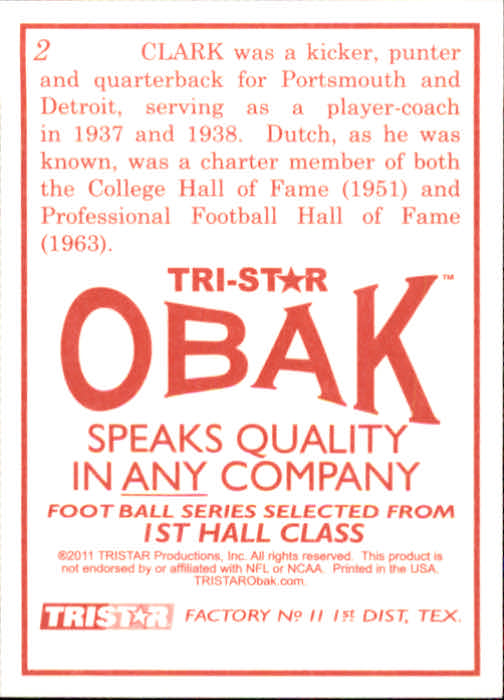 2 CLARK was a kicker, punter
and quarterback for Portsmouth and
Detroit, serving as a player-coach
in 1937 and 1938. Dutch, as he was
known, was a charter member of both
the College Hall of Fame (1951) and
Professional Football Hall of Fame
(1963).
TRI-ST★R
OBAK™
SPEAKS QUALITY
IN ANY COMPANY
FOOT BALL SERIES SELECTED FROM
1ST HALL CLASS
©2011 TRISTAR Productions, Inc. All rights reserved. This product is
not endorsed by or affiliated with NFL or NCAA. Printed in the USA.
TRISTARObak.com.
TRIST★R FACTORY Nº 11 1st DIST, TEX.